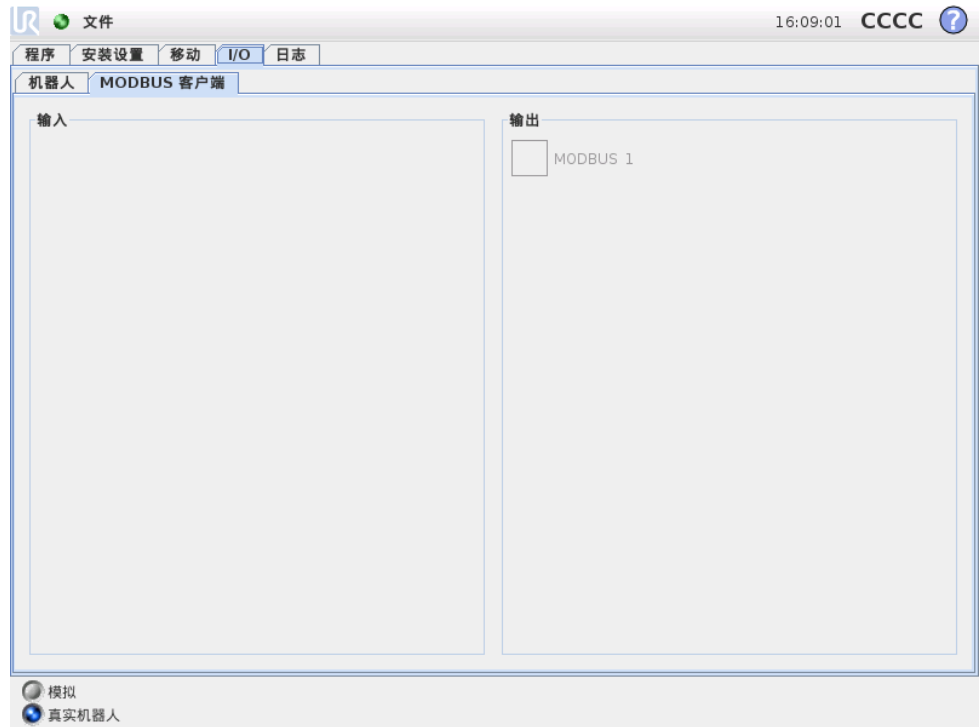 UR 文件 16:09:01 CCCC ?
程序 安装设置 移动 I/O 日志
机器人 MODBUS 客户端
输入 输出
MODBUS 1
模拟
真实机器人